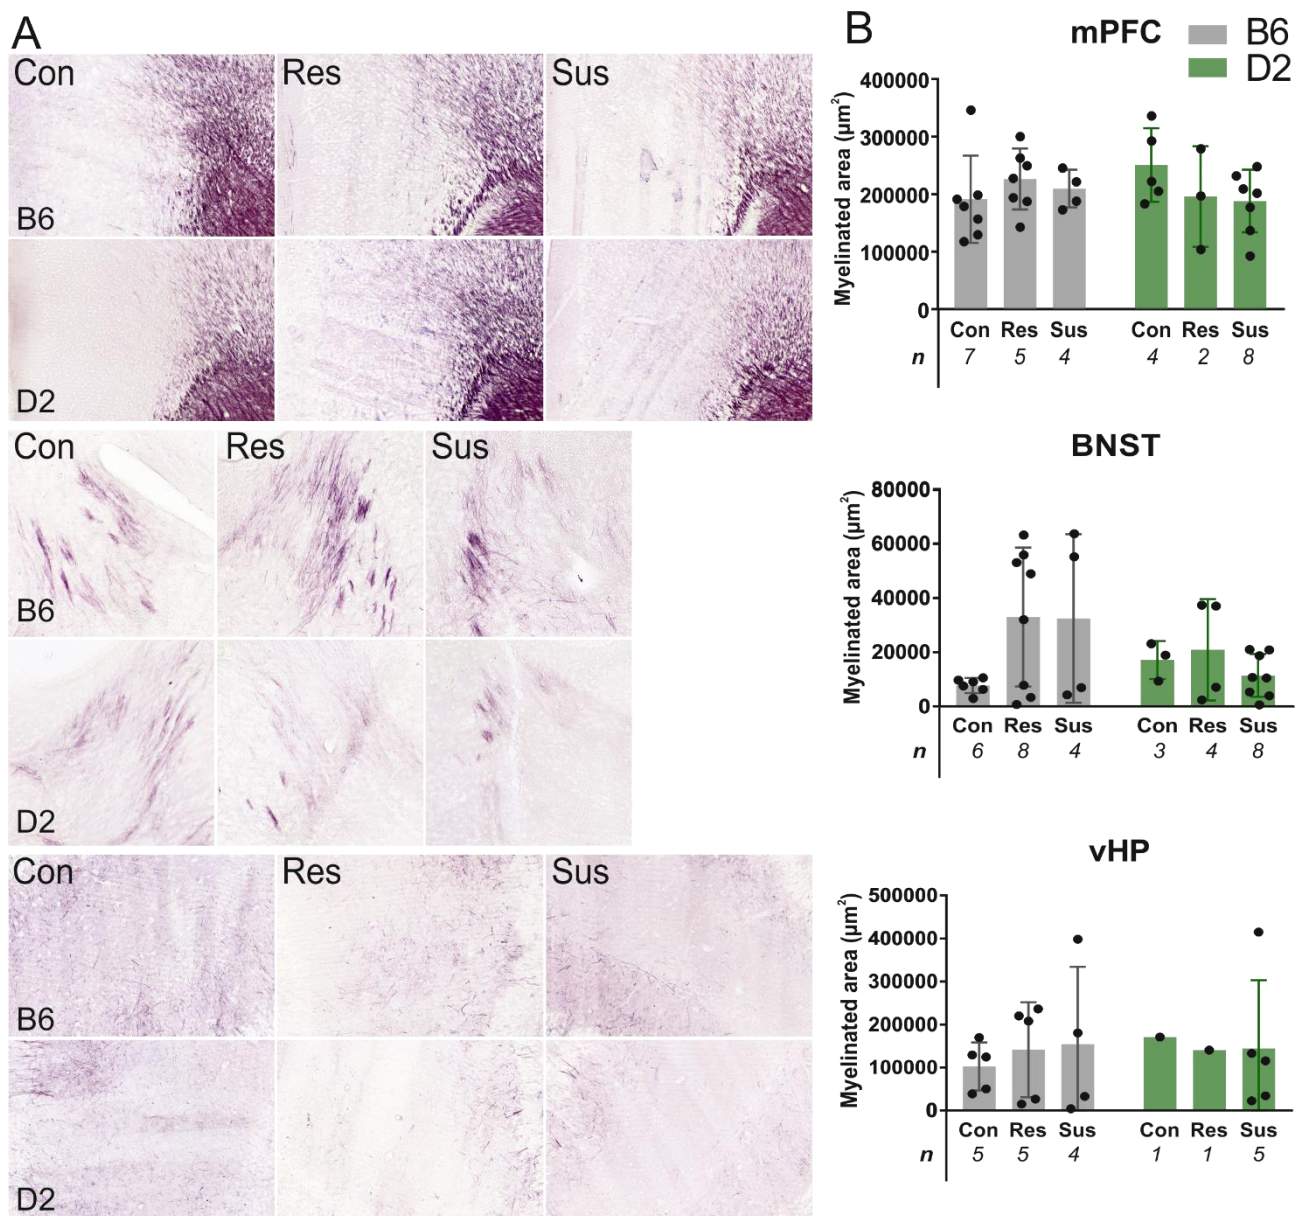 A
Con Res Sus
B6
D2
Con Res Sus
B6
D2
Con Res Sus
B6
D2
B
mPFC
B6
D2
Myelinated area (µm²)
400000
300000
200000
100000
0
Con Res Sus Con Res Sus
n 7 5 4 4 2 8
BNST
Myelinated area (µm²)
80000
60000
40000
20000
0
Con Res Sus Con Res Sus
n 6 8 4 3 4 8
vHP
Myelinated area (µm²)
500000
400000
300000
200000
100000
0
Con Res Sus Con Res Sus
n 5 5 4 1 1 5